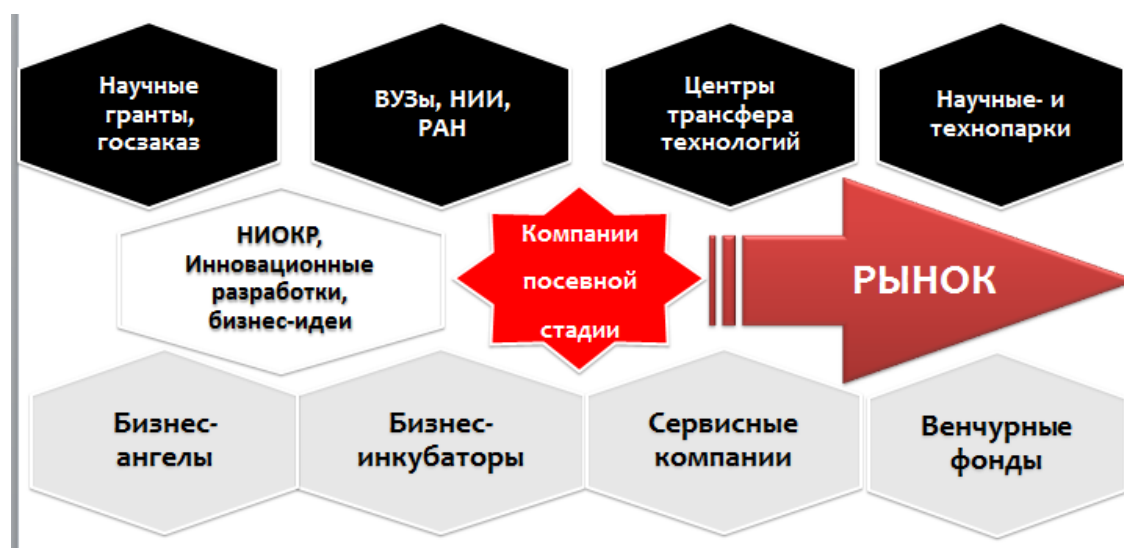 Научные
гранты,
госзаказ
ВУЗы, НИИ,
РАН
Центры
трансфера
технологий
Научные- и
технопарки
НИОКР,
Инновационные
разработки,
бизнес-идеи
Компании
посевной
стадии
РЫНОК
Бизнес-
ангелы
Бизнес-
инкубаторы
Сервисные
компании
Венчурные
фонды